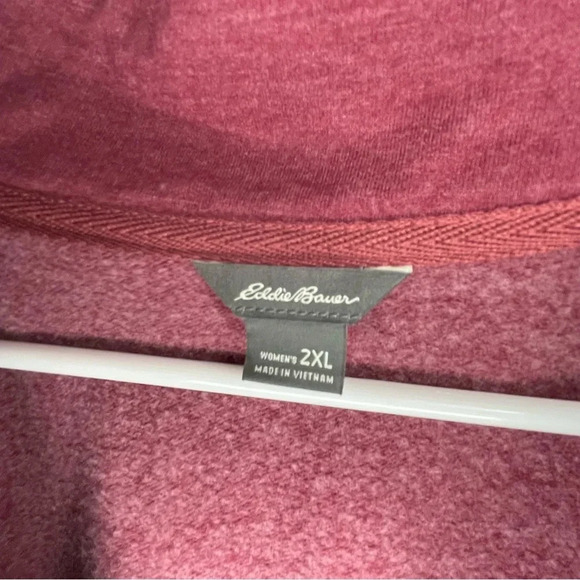 Eddie Bauer
WOMEN'S 2XL
MADE IN VIETNAM